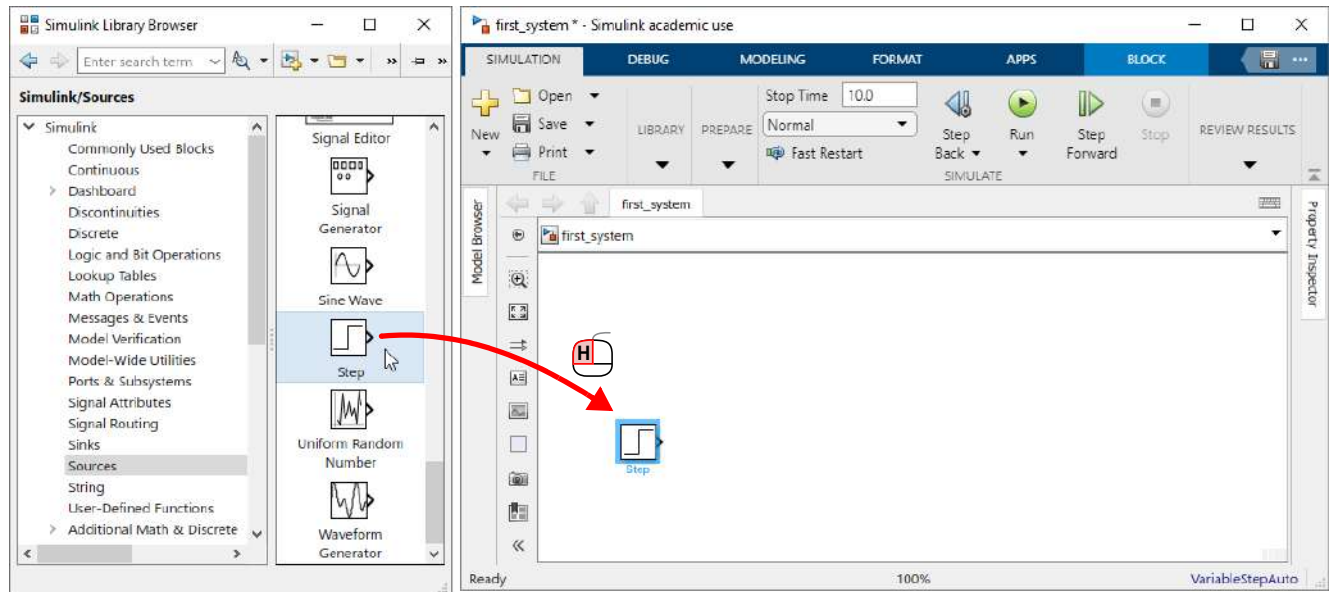 Simulink Library Browser
Enter search term
Simulink/Sources
Simulink
Commonly Used Blocks
Continuous
Dashboard
Discontinuities
Discrete
Logic and Bit Operations
Lookup Tables
Math Operations
Messages & Events
Model Verification
Model-Wide Utilities
Ports & Subsystems
Signal Attributes
Signal Routing
Sinks
Sources
String
User-Defined Functions
Additional Math & Discrete
Signal Editor
Signal
Generator
Sine Wave
Step
Uniform Random
Number
Waveform
Generator
first_system * - Simulink academic use
SIMULATION DEBUG MODELING FORMAT APPS BLOCK
New
Open
Save
Print
FILE
LIBRARY
PREPARE
Stop Time 10.0
Normal
Fast Restart
Step
Back
Run
Step
Forward
Stop
SIMULATE
REVIEW RESULTS
Model Browser
first_system
first_system
Property Inspector
H
Step
Ready 100% VariableStepAuto